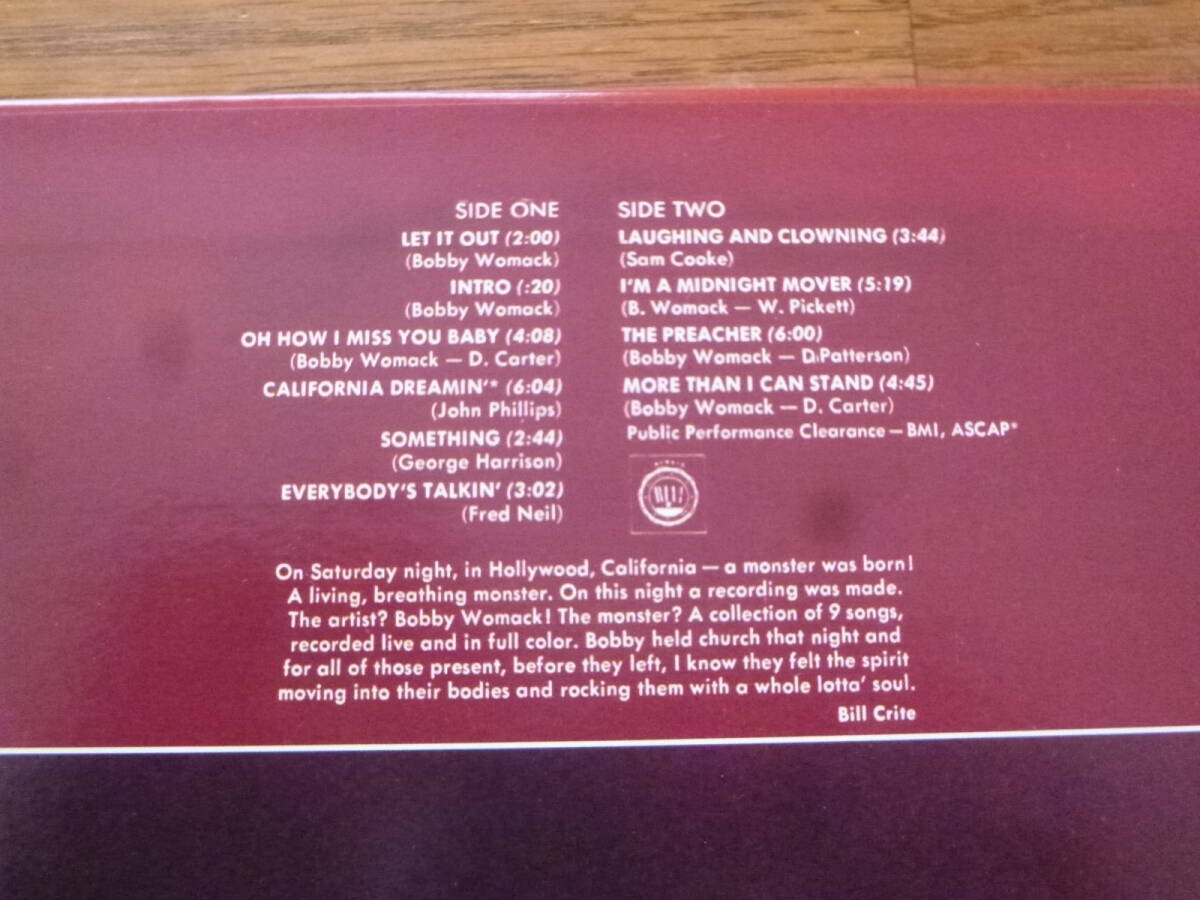 SIDE ONE
LET IT OUT (2:00)
(Bobby Womack)
INTRO (:20)
(Bobby Womack)
OH HOW I MISS YOU BABY (4:08)
(Bobby Womack — D. Carter)
CALIFORNIA DREAMIN'* (6:04)
(John Phillips)
SOMETHING (2:44)
(George Harrison)
EVERYBODY'S TALKIN' (3:02)
(Fred Neil)
SIDE TWO
LAUGHING AND CLOWNING (3:44)
(Sam Cooke)
I'M A MIDNIGHT MOVER (5:19)
(B. Womack — W. Pickett)
THE PREACHER (6:00)
(Bobby Womack — D.Patterson)
MORE THAN I CAN STAND (4:45)
(Bobby Womack — D. Carter)
Public Performance Clearance — BMI, ASCAP*
On Saturday night, in Hollywood, California — a monster was born!
A living, breathing monster. On this night a recording was made.
The artist? Bobby Womack! The monster? A collection of 9 songs,
recorded live and in full color. Bobby held church that night and
for all of those present, before they left, I know they felt the spirit
moving into their bodies and rocking them with a whole lotta' soul.
Bill Crite